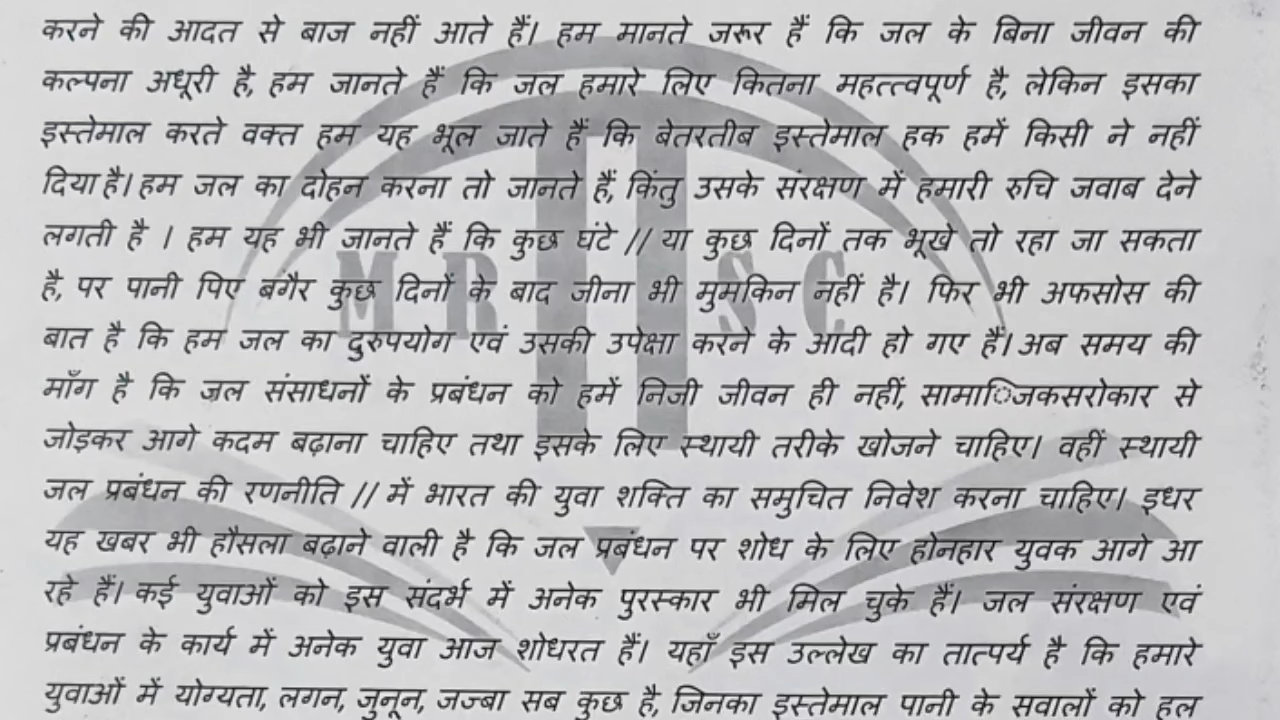 करने की आदत से बाज नहीं आते हैं। हम मानते जरूर हैं कि जल के बिना जीवन की
कल्पना अधूरी है, हम जानते हैं कि जल हमारे लिए कितना महत्त्वपूर्ण है, लेकिन इसका
इस्तेमाल करते वक्त हम यह भूल जाते हैं कि बेतरतीब इस्तेमाल हक हमें किसी ने नहीं
दिया है। हम जल का दोहन करना तो जानते हैं, किंतु उसके संरक्षण में हमारी रुचि जवाब देने
लगती है । हम यह भी जानते हैं कि कुछ घंटे // या कुछ दिनों तक भूखे तो रहा जा सकता
है, पर पानी पिए बगैर कुछ दिनों के बाद जीना भी मुमकिन नहीं है। फिर भी अफसोस की
बात है कि हम जल का दुरुपयोग एवं उसकी उपेक्षा करने के आदी हो गए हैं। अब समय की
माँग है कि जल संसाधनों के प्रबंधन को हमें निजी जीवन ही नहीं, सामाेिजकसरोकार से
जोड़कर आगे कदम बढ़ाना चाहिए तथा इसके लिए स्थायी तरीके खोजने चाहिए। वहीं स्थायी
जल प्रबंधन की रणनीति // में भारत की युवा शक्ति का समुचित निवेश करना चाहिए। इधर
यह खबर भी हौसला बढ़ाने वाली है कि जल प्रबंधन पर शोध के लिए होनहार युवक आगे आ
रहे हैं। कई युवाओं को इस संदर्भ में अनेक पुरस्कार भी मिल चुके हैं। जल संरक्षण एवं
प्रबंधन के कार्य में अनेक युवा आज शोधरत हैं। यहाँ इस उल्लेख का तात्पर्य है कि हमारे
युवाओं में योग्यता, लगन, जुनून, जज्बा सब कुछ है, जिनका इस्तेमाल पानी के सवालों को हल
MR SC